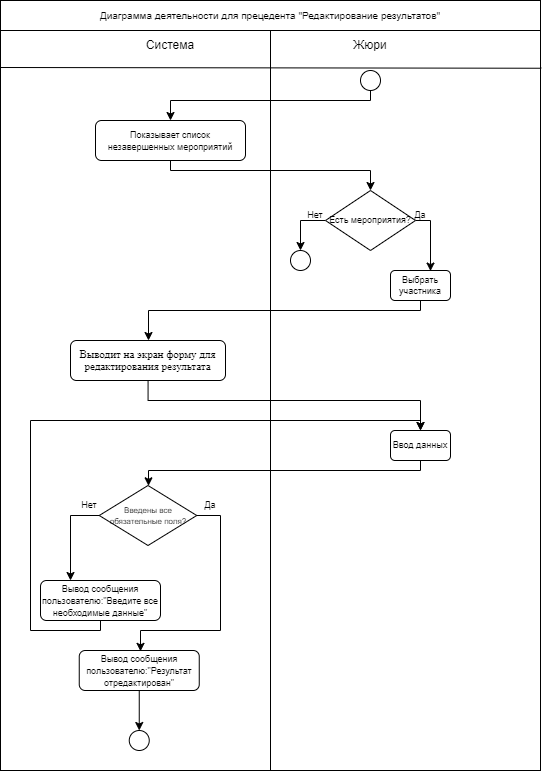 Диаграмма деятельности для прецедента "Редактирование результатов"
Система
Жюри
Показывает список
незавершенных мероприятий
Нет
Есть мероприятия?
Да
Выбрать
участника
Выводит на экран форму для
редактирования результата
Ввод данных
Нет
Введены все
обязательные поля?
Да
Вывод сообщения
пользователю:"Введите все
необходимые данные"
Вывод сообщения
пользователю:"Результат
отредактирован"